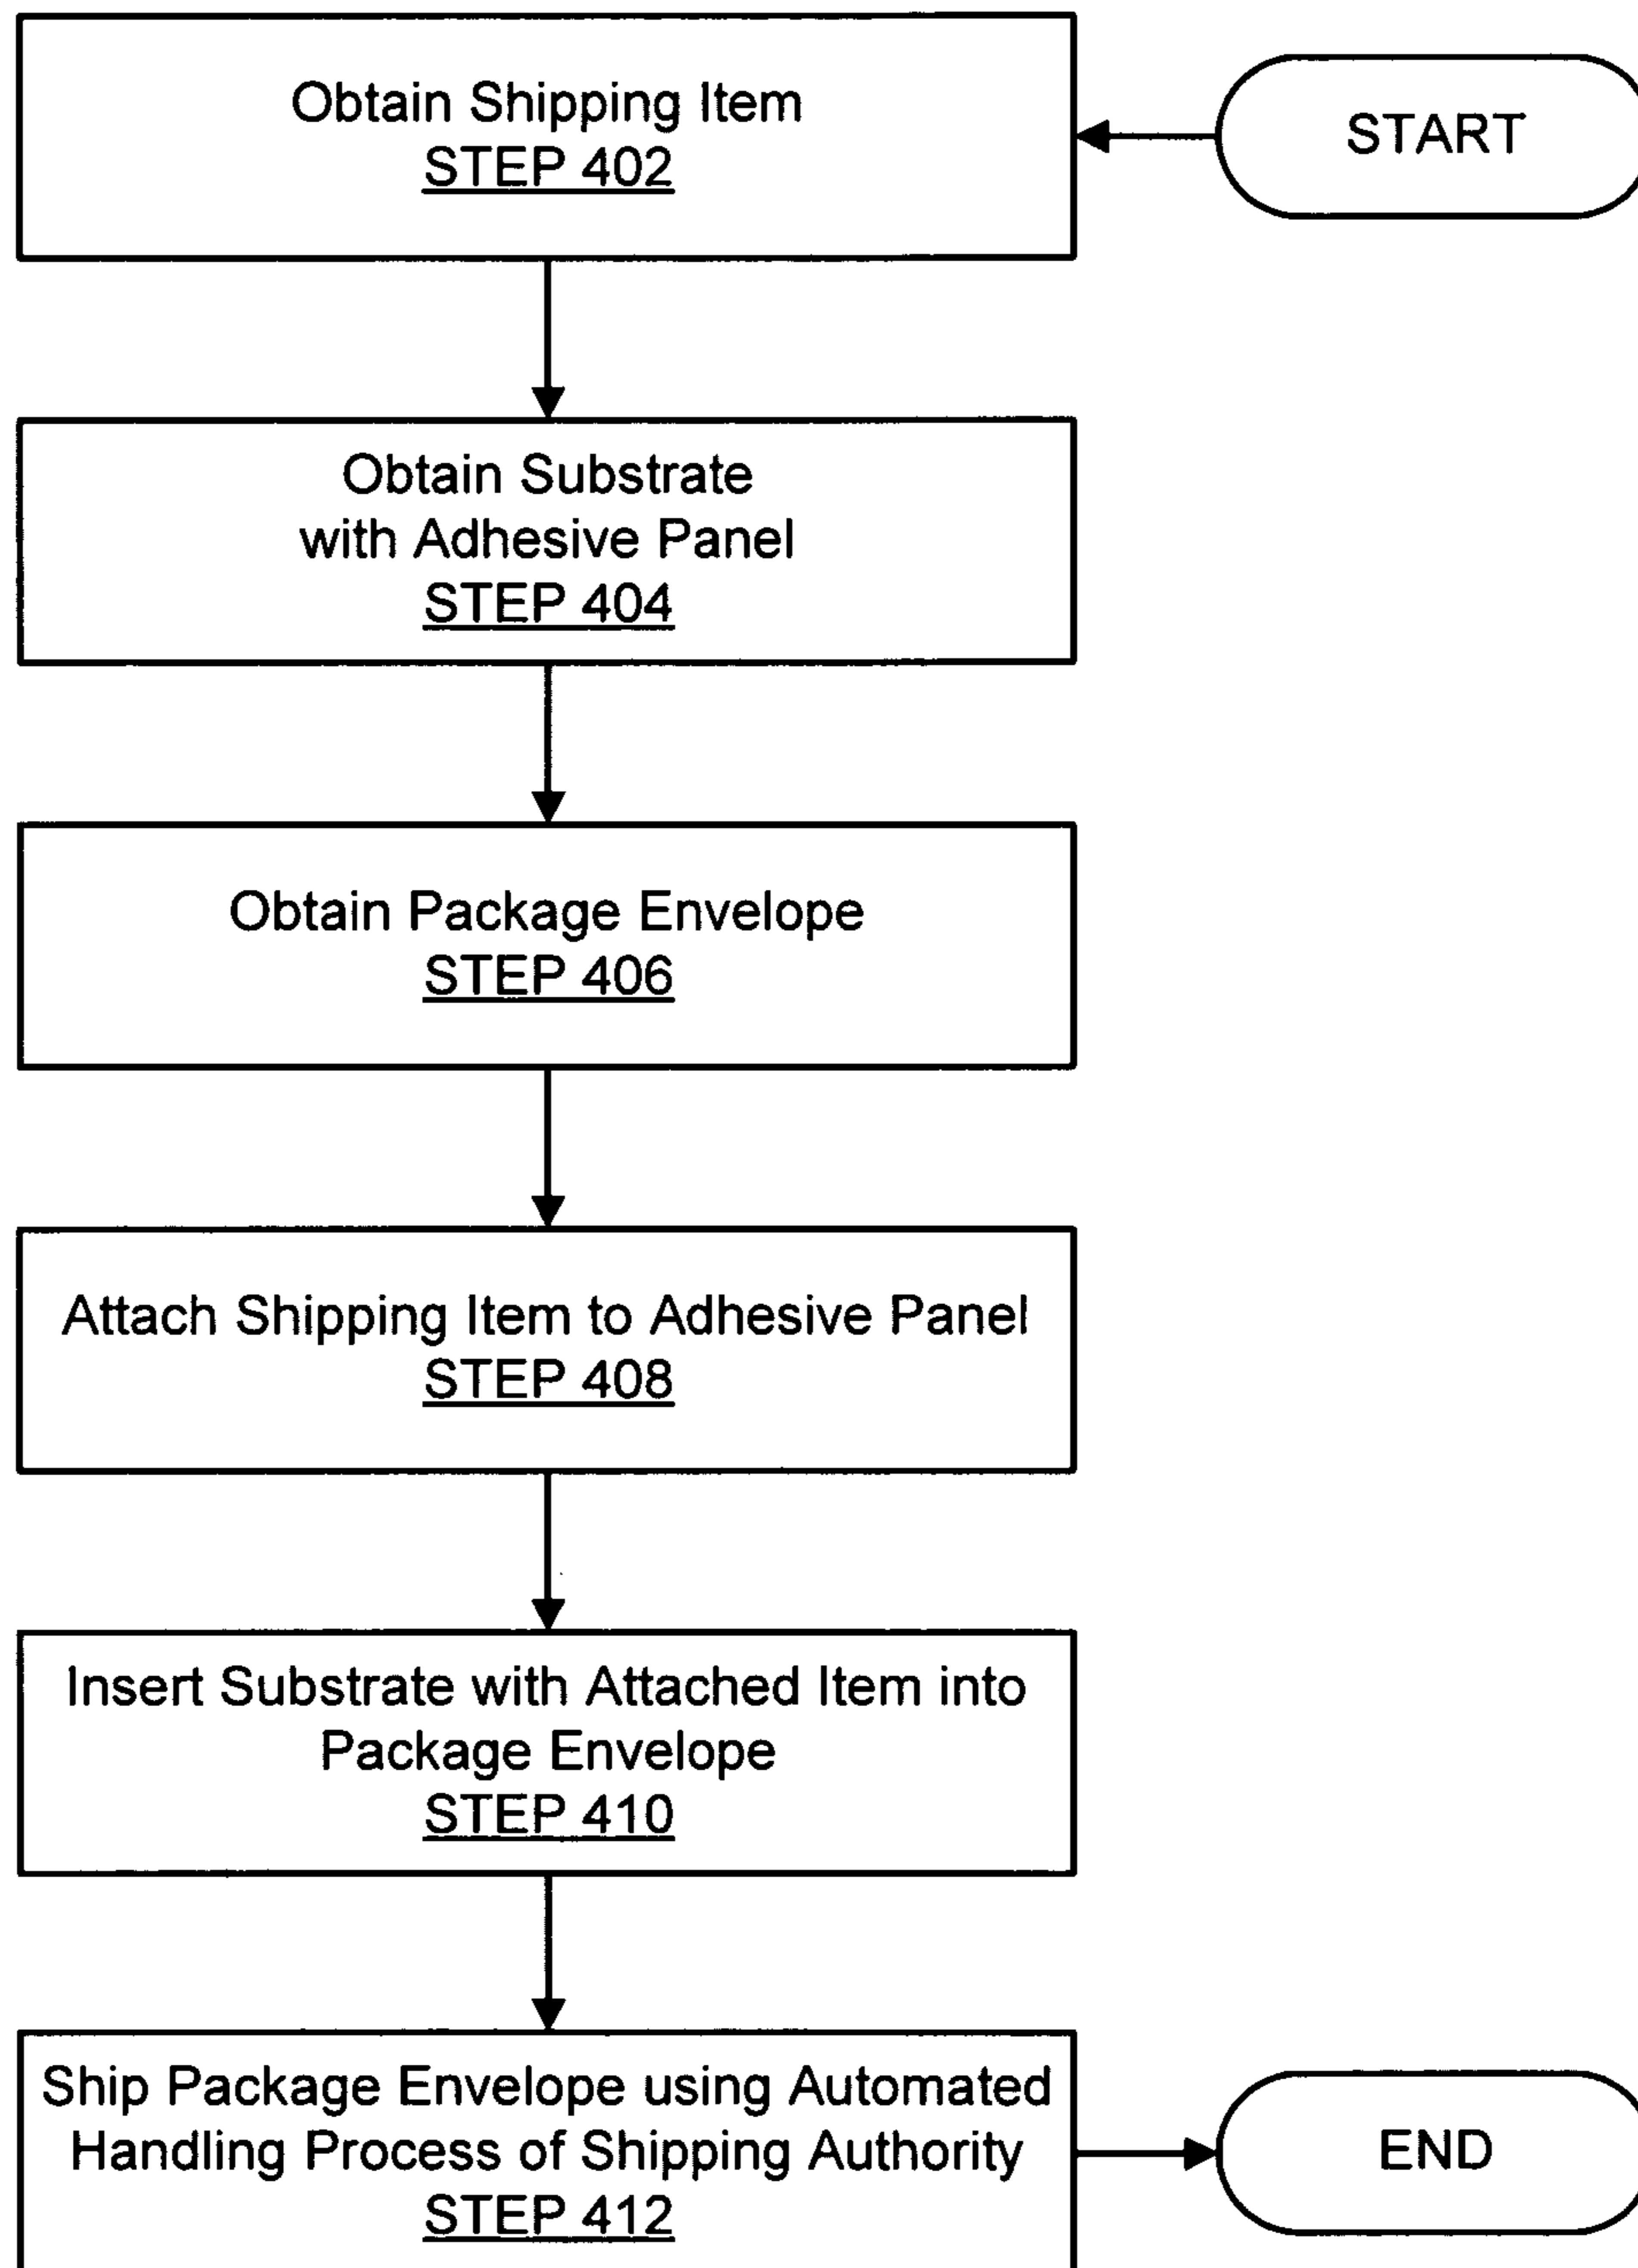 START
Obtain Shipping Item
STEP 402
Obtain Substrate
with Adhesive Panel
STEP 404
Obtain Package Envelope
STEP 406
Attach Shipping Item to Adhesive Panel
STEP 408
Insert Substrate with Attached Item into
Package Envelope
STEP 410
Ship Package Envelope using Automated
Handling Process of Shipping Authority
STEP 412
END